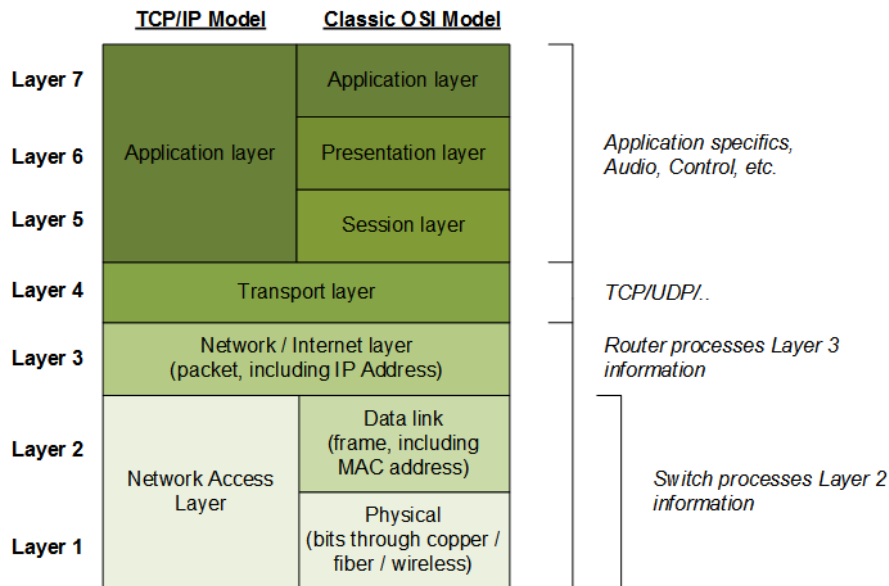 TCP/IP Model
Classic OSI Model
Layer 7
Application layer
Application layer
Layer 6
Presentation layer
Application specifics,
Audio, Control, etc.
Layer 5
Session layer
Layer 4
Transport layer
TCP/UDP/..
Layer 3
Network / Internet layer
(packet, including IP Address)
Router processes Layer 3
information
Layer 2
Data link
(frame, including
MAC address)
Network Access
Layer
Switch processes Layer 2
information
Layer 1
Physical
(bits through copper /
fiber / wireless)